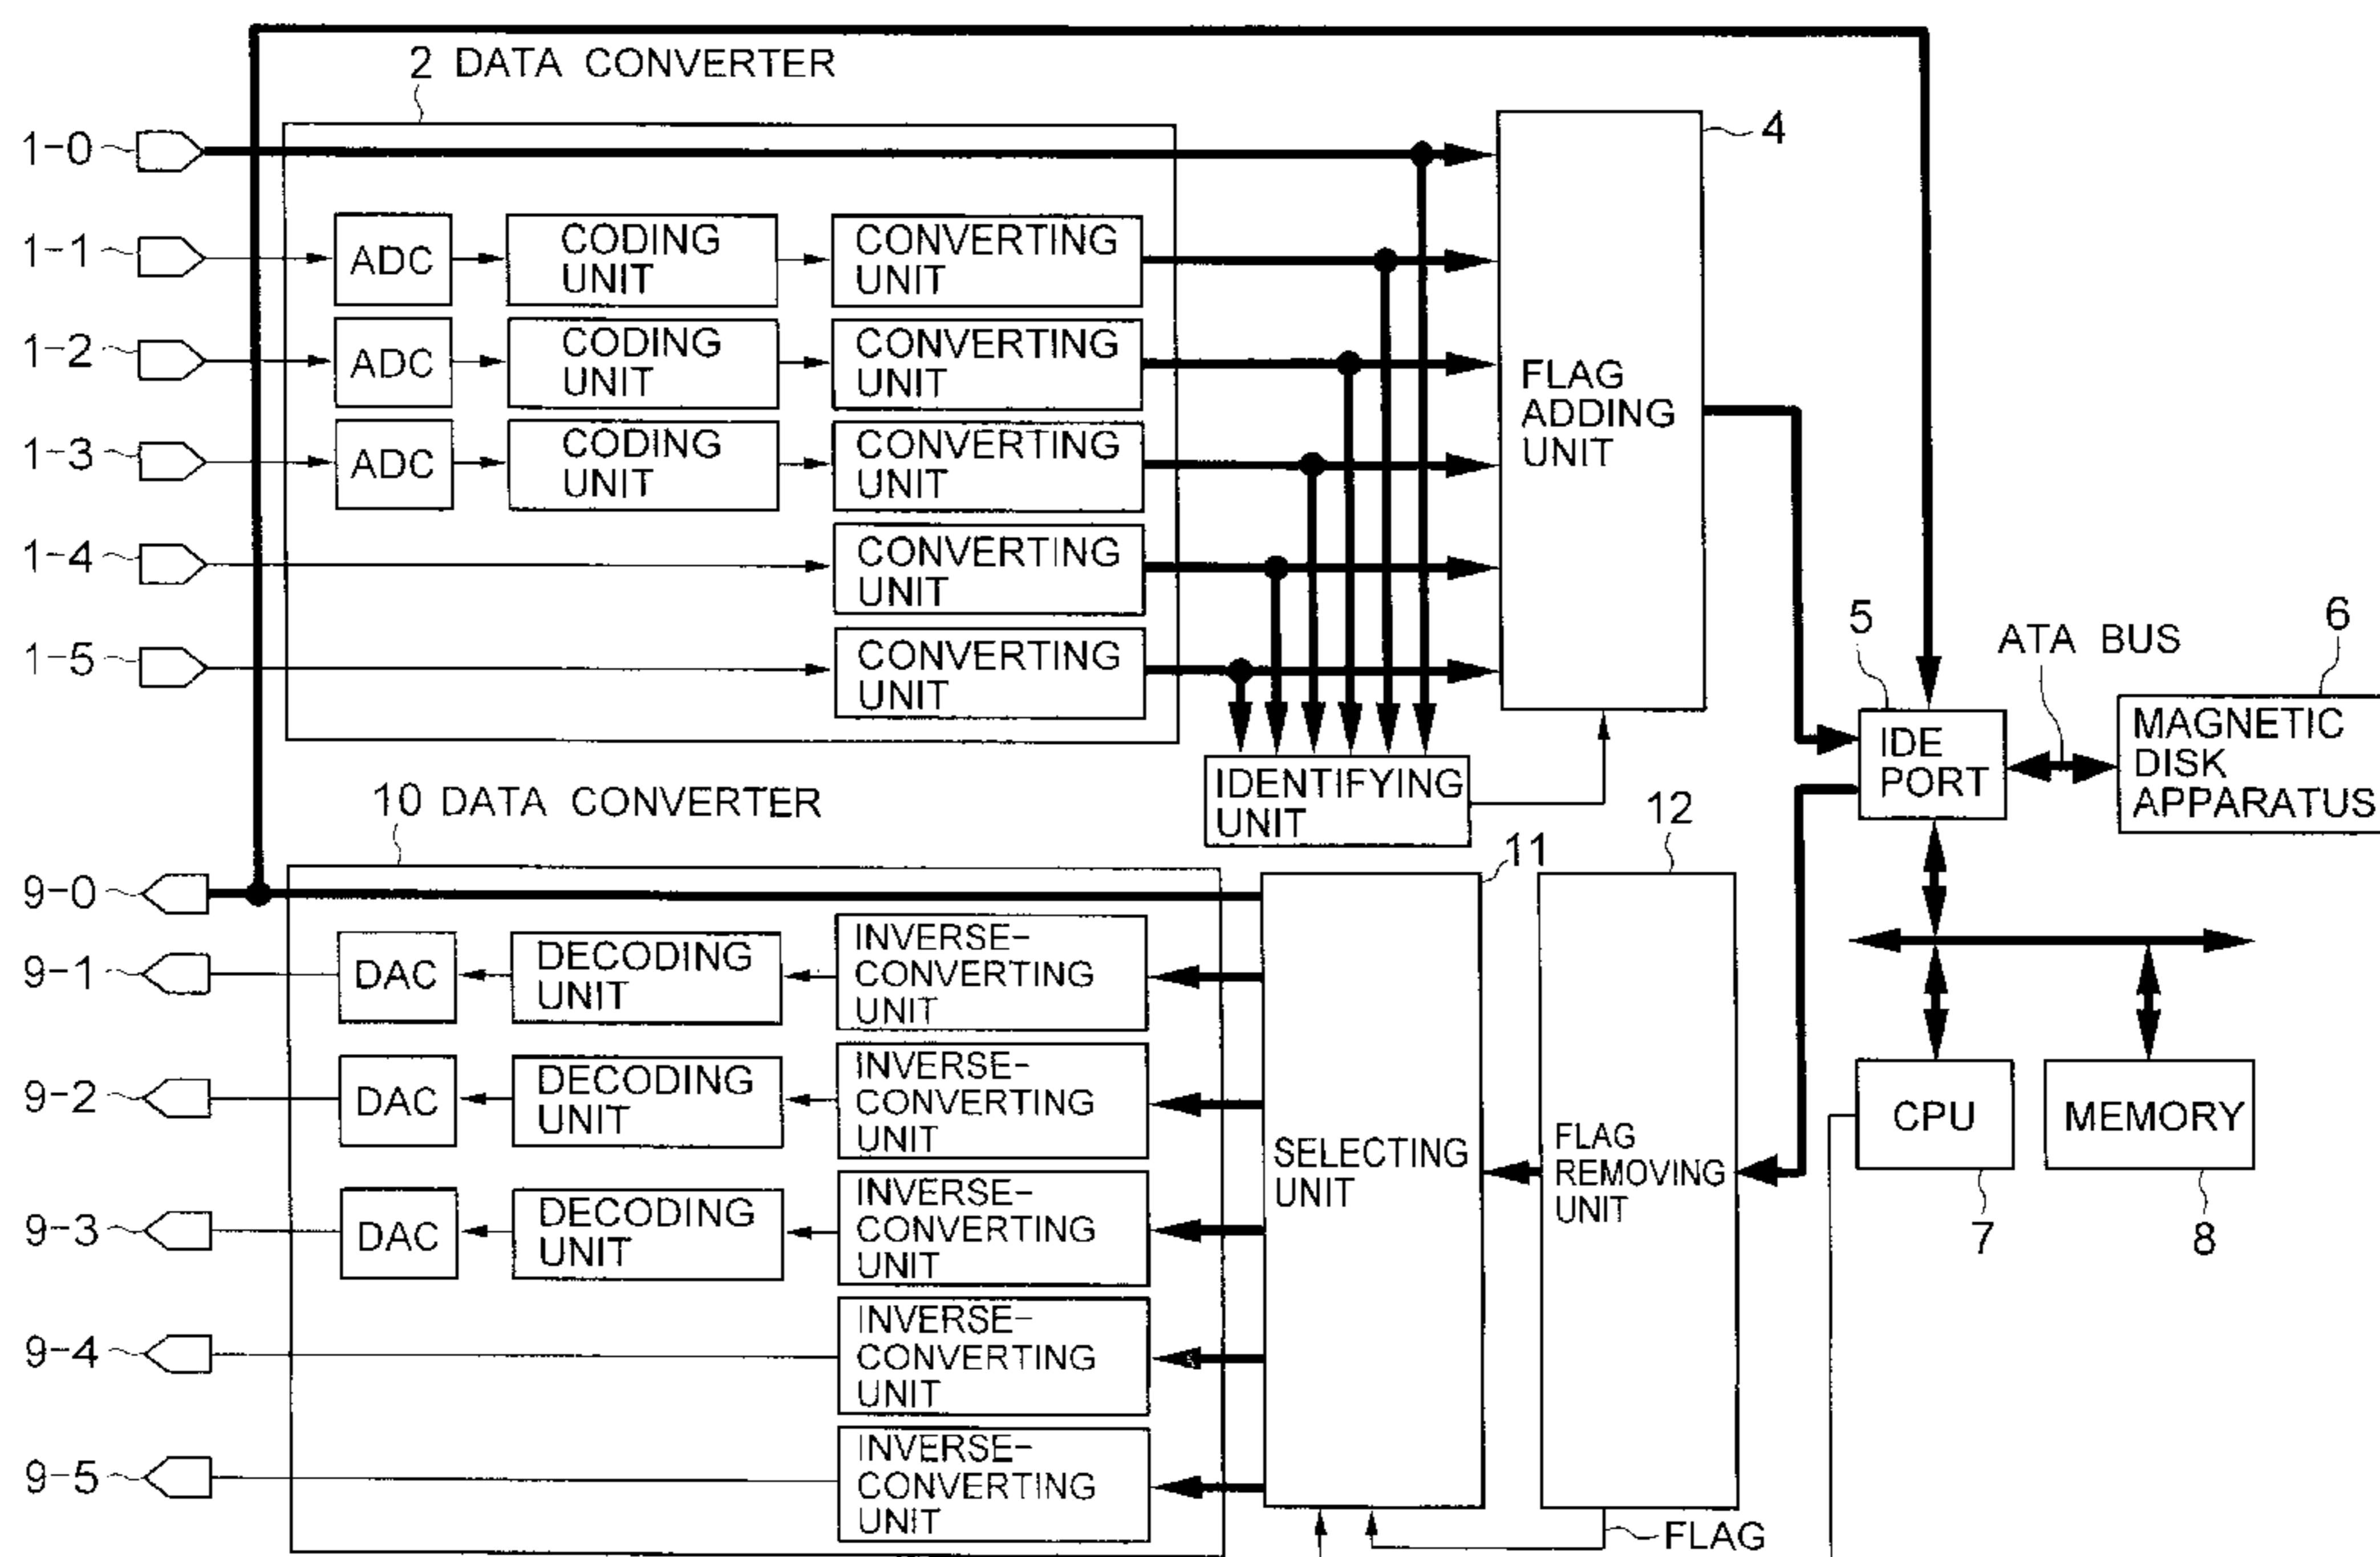 2 DATA CONVERTER
1-0
4
1-1
ADC
CODING
UNIT
CONVERTING
UNIT
1-2
ADC
CODING
UNIT
CONVERTING
UNIT
FLAG
ADDING
UNIT
1-3
ADC
CODING
UNIT
CONVERTING
UNIT
1-4
CONVERTING
UNIT
1-5
CONVERTING
UNIT
5
ATA BUS
6
IDE
PORT
MAGNETIC
DISK
APPARATUS
IDENTIFYING
UNIT
10 DATA CONVERTER
11
12
9-0
9-1
DAC
DECODING
UNIT
INVERSE-
CONVERTING
UNIT
9-2
DAC
DECODING
UNIT
INVERSE-
CONVERTING
UNIT
SELECTING
UNIT
FLAG
REMOVING
UNIT
CPU
MEMORY
7
8
9-3
DAC
DECODING
UNIT
INVERSE-
CONVERTING
UNIT
9-4
INVERSE-
CONVERTING
UNIT
9-5
INVERSE-
CONVERTING
UNIT
FLAG